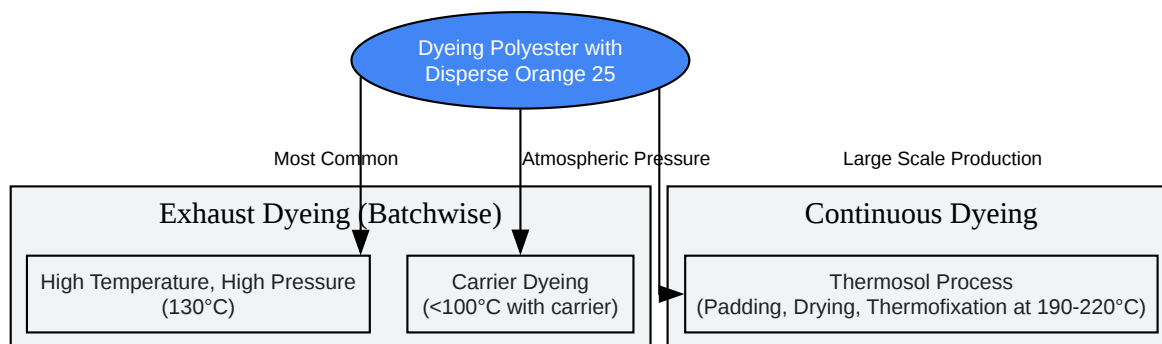 Dyeing Polyester with
Disperse Orange 25
Most Common
Atmospheric Pressure
Large Scale Production
Exhaust Dyeing (Batchwise)
Continuous Dyeing
High Temperature, High Pressure
(130°C)
Carrier Dyeing
(<100°C with carrier)
Thermosol Process
(Padding, Drying, Thermofixation at 190-220°C)